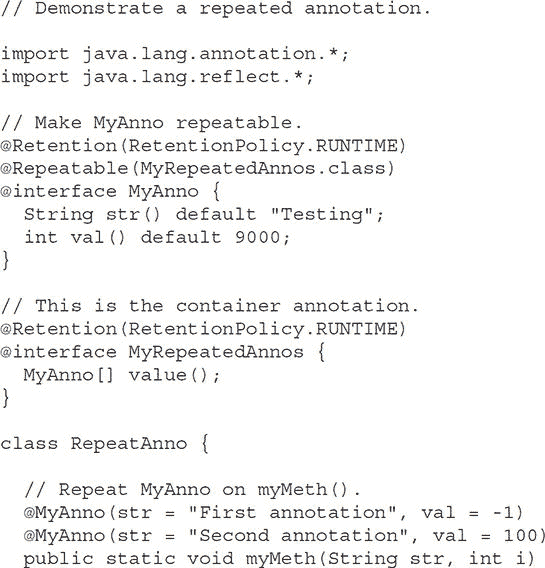 // Demonstrate a repeated annotation.

import java.lang.annotation.*;
import java.lang.reflect.*;

// Make MyAnno repeatable.
@Retention(RetentionPolicy.RUNTIME)
@Repeatable(MyRepeatedAnnos.class)
@interface MyAnno {
  String str() default "Testing";
  int val() default 9000;
}

// This is the container annotation.
@Retention(RetentionPolicy.RUNTIME)
@interface MyRepeatedAnnos {
  MyAnno[] value();
}

class RepeatAnno {

  // Repeat MyAnno on myMeth().
  @MyAnno(str = "First annotation", val = -1)
  @MyAnno(str = "Second annotation", val = 100)
  public static void myMeth(String str, int i)